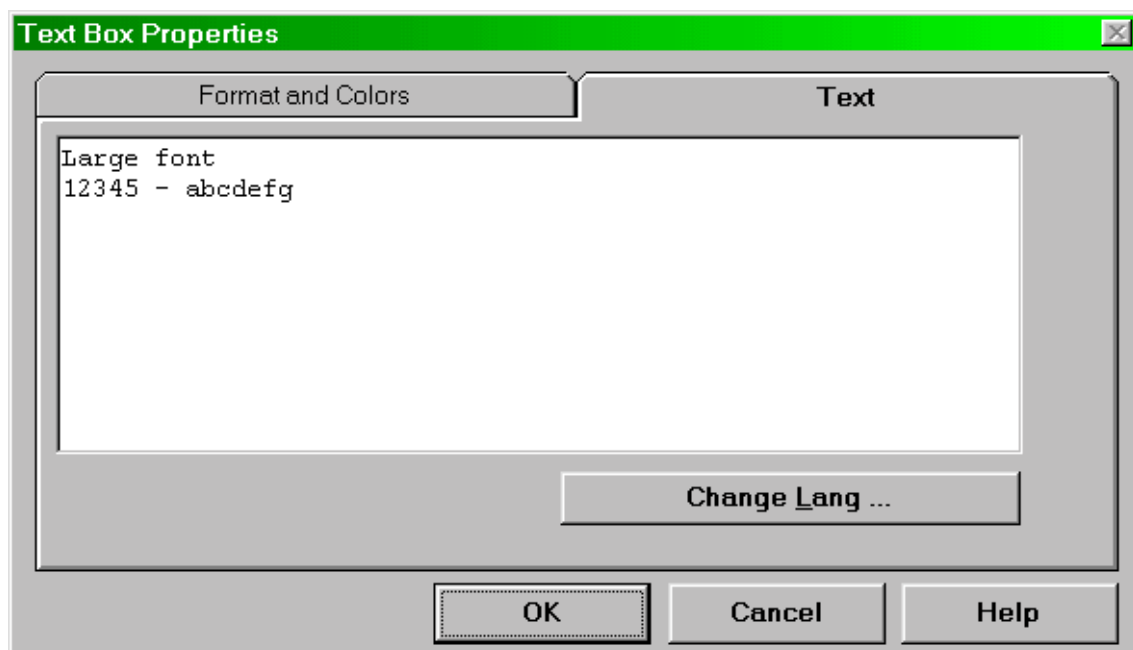 Text Box Properties
Format and Colors
Text
Large font
12345 - abcdefg
Change Lang ...
OK
Cancel
Help